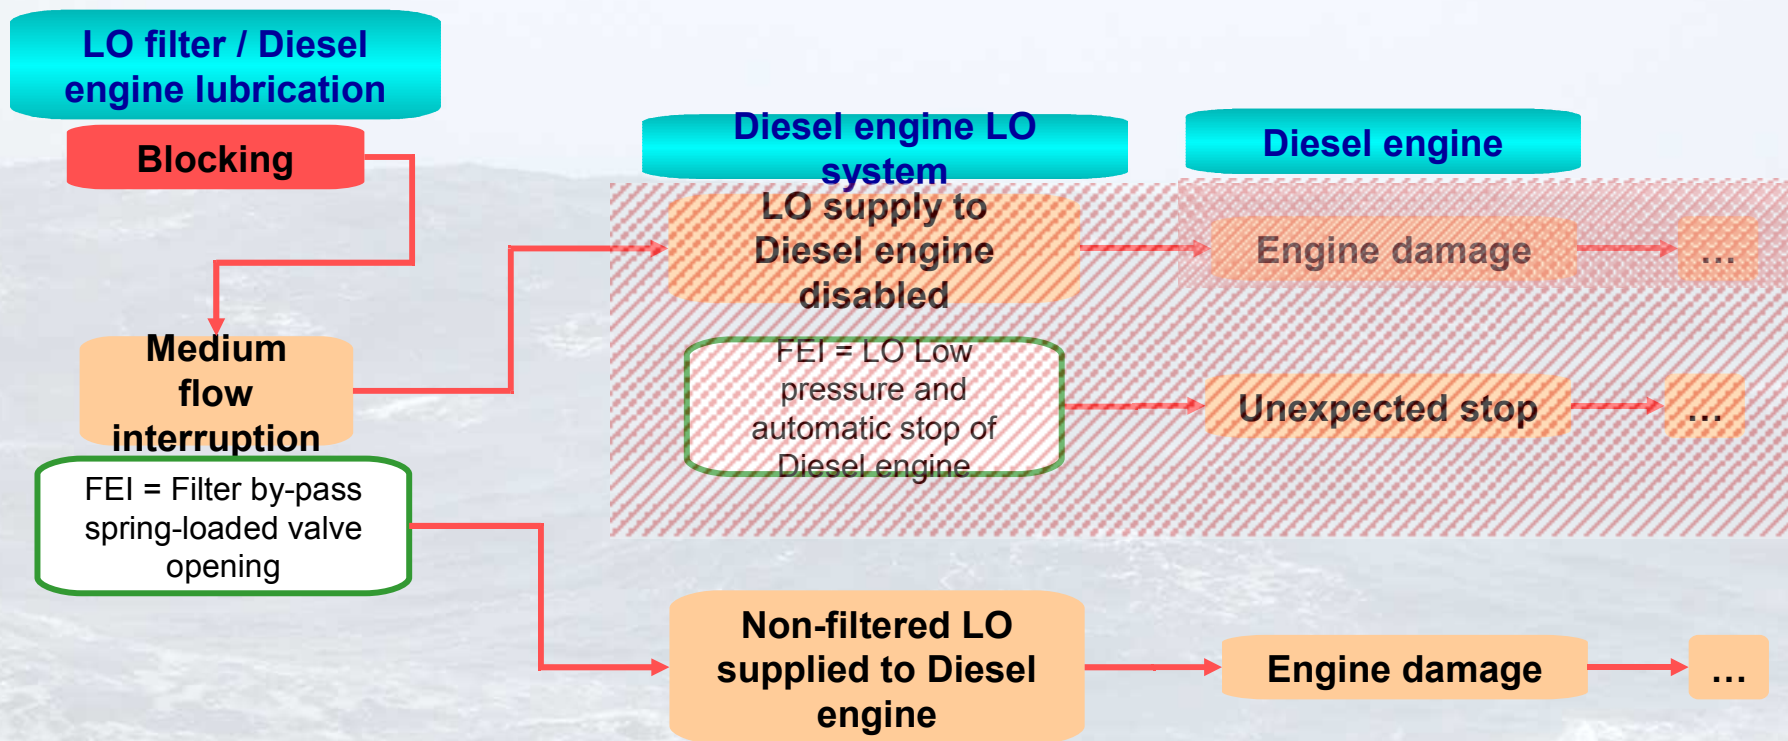 LO filter / Diesel
engine lubrication
Blocking
Medium
flow
interruption
FEI = Filter by-pass
spring-loaded valve
opening
Diesel engine LO
system
LO supply to
Diesel engine
disabled
FEI = LO Low
pressure and
automatic stop of
Diesel engine
Non-filtered LO
supplied to Diesel
engine
Diesel engine
Engine damage
...
Unexpected stop
...
Engine damage
...